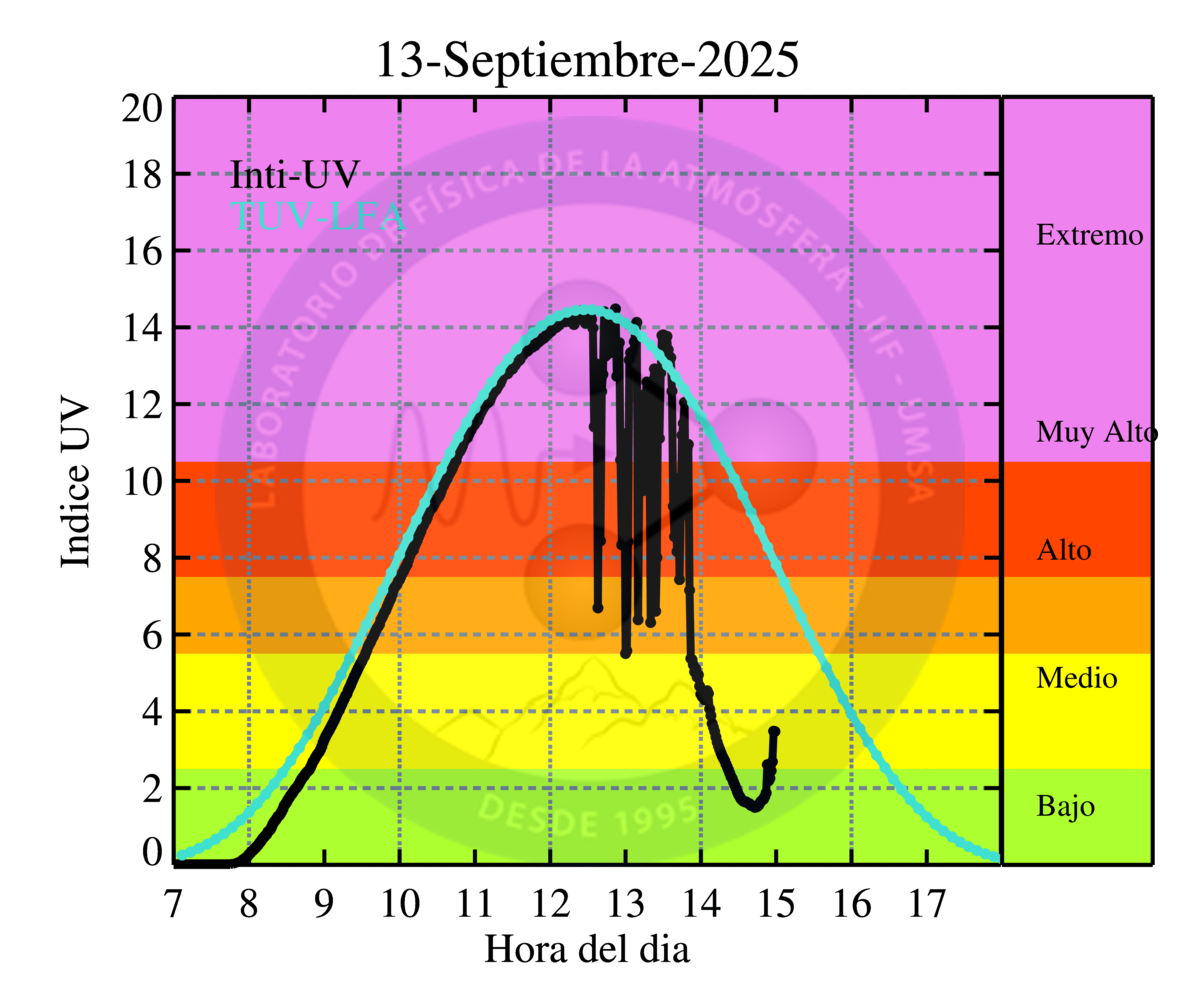 13-Septiembre-2025
20
18
16
14
12
10
8
6
4
2
0
Indice UV
Inti-UV
TUV-LFA
LABORATORIO DE FÍSICA DE LA ATMÓSFERA - IIF - UMSA
DESDE 1995
Extremo
Muy Alto
Alto
Medio
Bajo
7 8 9 10 11 12 13 14 15 16 17
Hora del dia